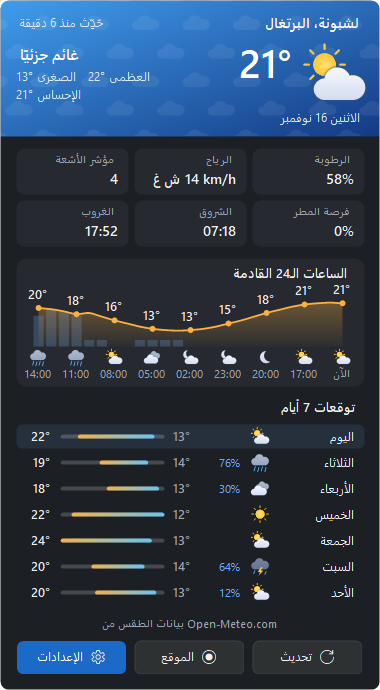 لشبونة، البرتغال
حُدّث منذ 6 دقيقة
21°
غائم جزئيًا
العظمى 22° الصغرى 13°
الإحساس 21°
الاثنين 16 نوفمبر
الرطوبة
58%
الرياح
14 km/h ش غ
مؤشر الأشعة
4
فرصة المطر
0%
الشروق
07:18
الغروب
17:52
الساعات الـ24 القادمة
21° 21° 18° 15° 13° 13° 16° 18° 20°
الآن 17:00 20:00 23:00 02:00 05:00 08:00 11:00 14:00
توقعات 7 أيام
اليوم 13° 22°
الثلاثاء 76% 14° 19°
الأربعاء 30% 13° 18°
الخميس 12° 22°
الجمعة 13° 24°
السبت 64% 14° 20°
الأحد 12% 13° 20°
بيانات الطقس من Open-Meteo.com
تحديث
الموقع
الإعدادات